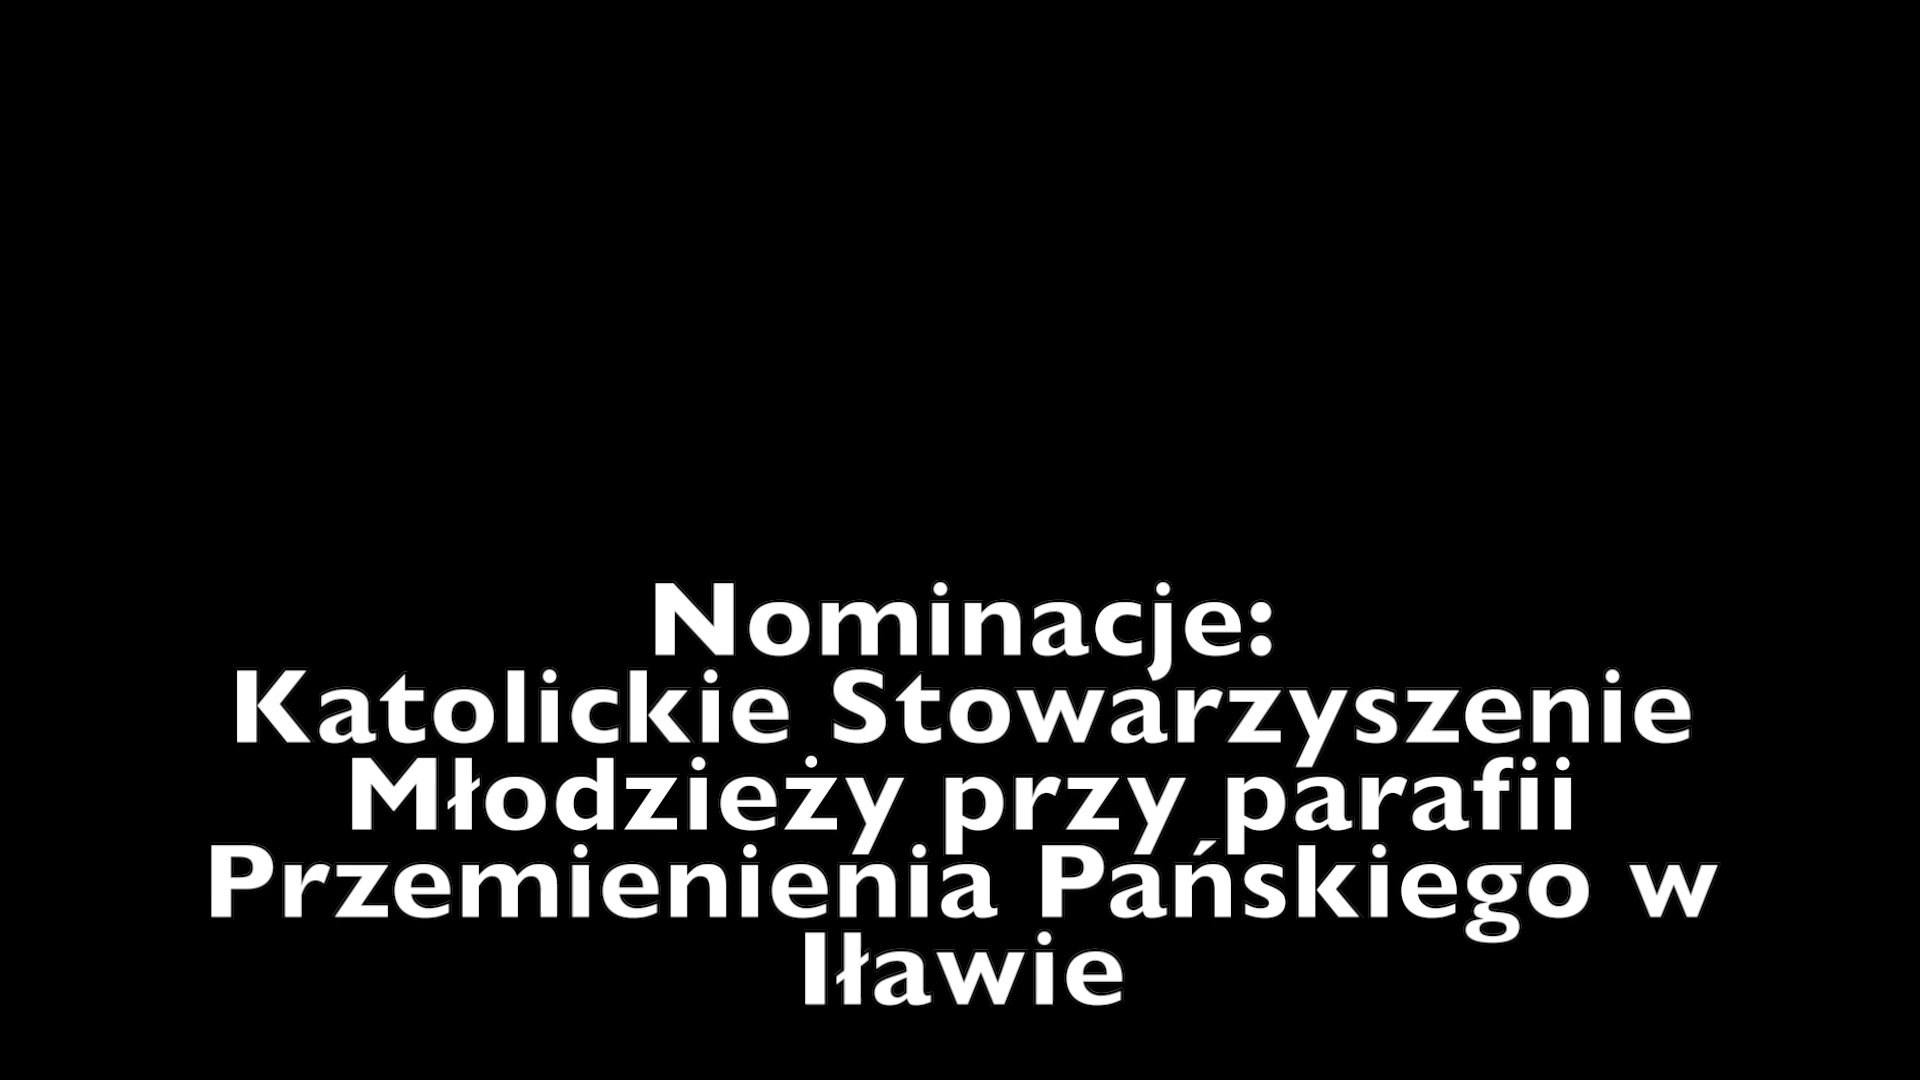 Nominacje:
Katolickie Stowarzyszenie
Młodzieży przy parafii
Przemienienia Pańskiego w
Iławie